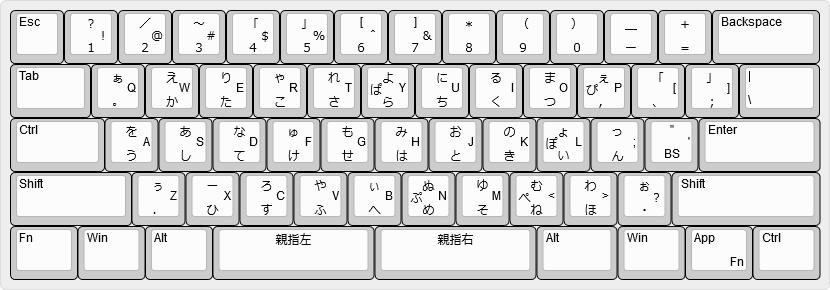 Esc ? ! 1 ／ @ 2 ～ # 3 「 $ 4 」 % 5 [ ^ 6 ] & 7 * 8 ( 9 ) 0 — － + = Backspace
Tab ぁ Q 。 え W か り E た ゃ R こ れ T さ よ ぱ Y ら に U ち る I く ま O つ ぇ ぴ P , 「 [ 、 」 ] ; | \
Ctrl を A う あ S し な D て ゅ F け も G せ み H は お J と の K き ょ ぽ L い っ ; ん " ' BS Enter
Shift ぅ Z . ー X ひ ろ C す や V ふ ぃ B へ ぬ ぷ N め ゆ M そ む ぺ < ね わ > ほ ぉ ? ・ Shift
Fn Win Alt 親指左 親指右 Alt Win App Fn Ctrl